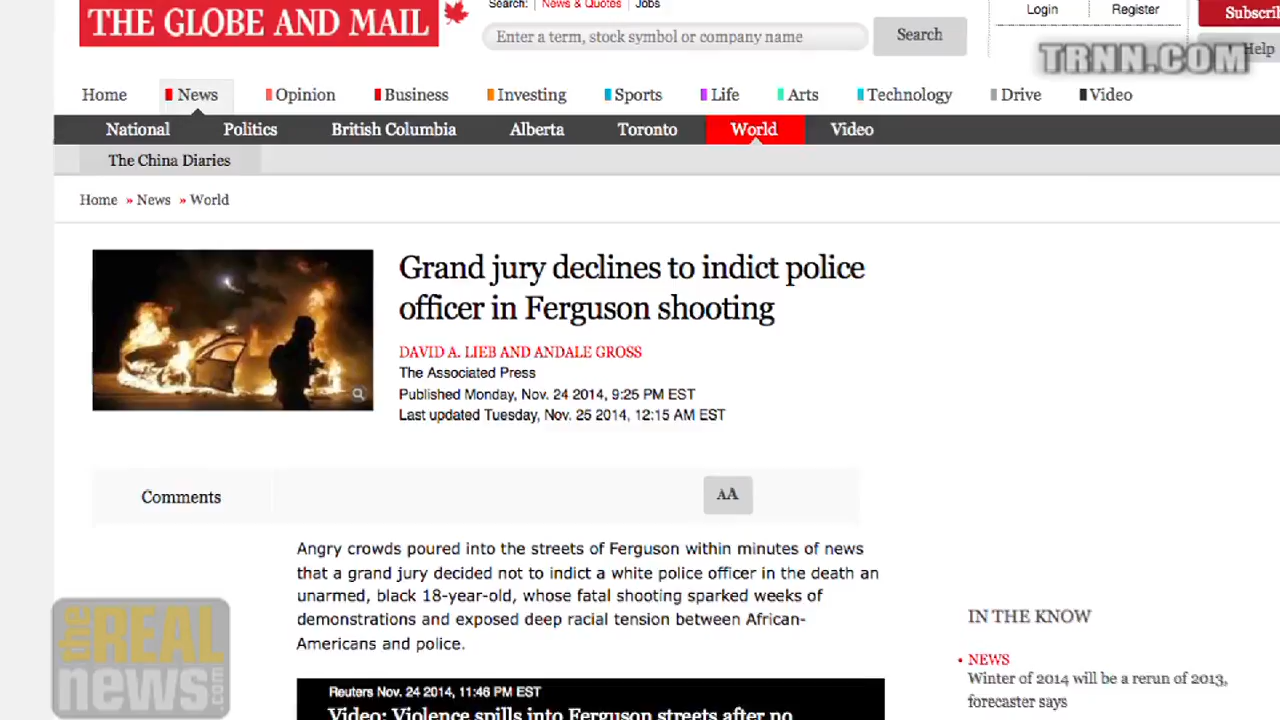 THE GLOBE AND MAIL
Search: News & Quotes Jobs
Enter a term, stock symbol or company name
Search
Login Register
Subscrib
Help
TRNN.COM
Home News Opinion Business Investing Sports Life Arts Technology Drive Video
National Politics British Columbia Alberta Toronto World Video
The China Diaries
Home » News » World
Grand jury declines to indict police
officer in Ferguson shooting
DAVID A. LIEB AND ANDALE GROSS
The Associated Press
Published Monday, Nov. 24 2014, 9:25 PM EST
Last updated Tuesday, Nov. 25 2014, 12:15 AM EST
Comments
AA
Angry crowds poured into the streets of Ferguson within minutes of news
that a grand jury decided not to indict a white police officer in the death an
unarmed, black 18-year-old, whose fatal shooting sparked weeks of
demonstrations and exposed deep racial tension between African-
Americans and police.
Reuters Nov. 24 2014, 11:46 PM EST
Video: Violence spills into Ferguson streets after no
IN THE KNOW
• NEWS
Winter of 2014 will be a rerun of 2013,
forecaster says
the REAL
news.com